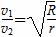 v₁/v₂ = √(R/r)